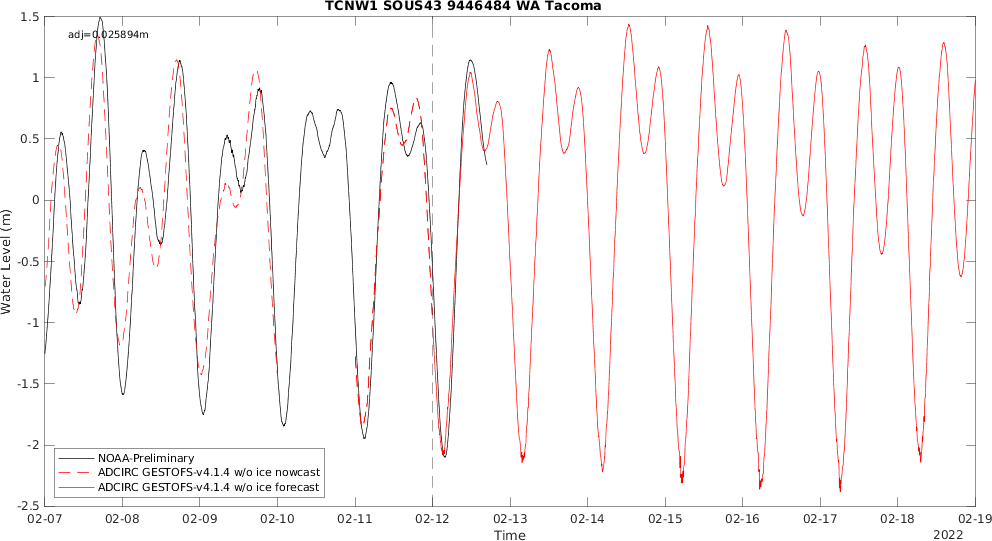 TCNW1 SOUS43 9446484 WA Tacoma
adj=0.025894m
1.5
1
0.5
0
-0.5
-1
-1.5
-2
-2.5
Water Level (m)
NOAA-Preliminary
ADCIRC GESTOFS-v4.1.4 w/o ice nowcast
ADCIRC GESTOFS-v4.1.4 w/o ice forecast
02-07 02-08 02-09 02-10 02-11 02-12 02-13 02-14 02-15 02-16 02-17 02-18 02-19
Time
2022